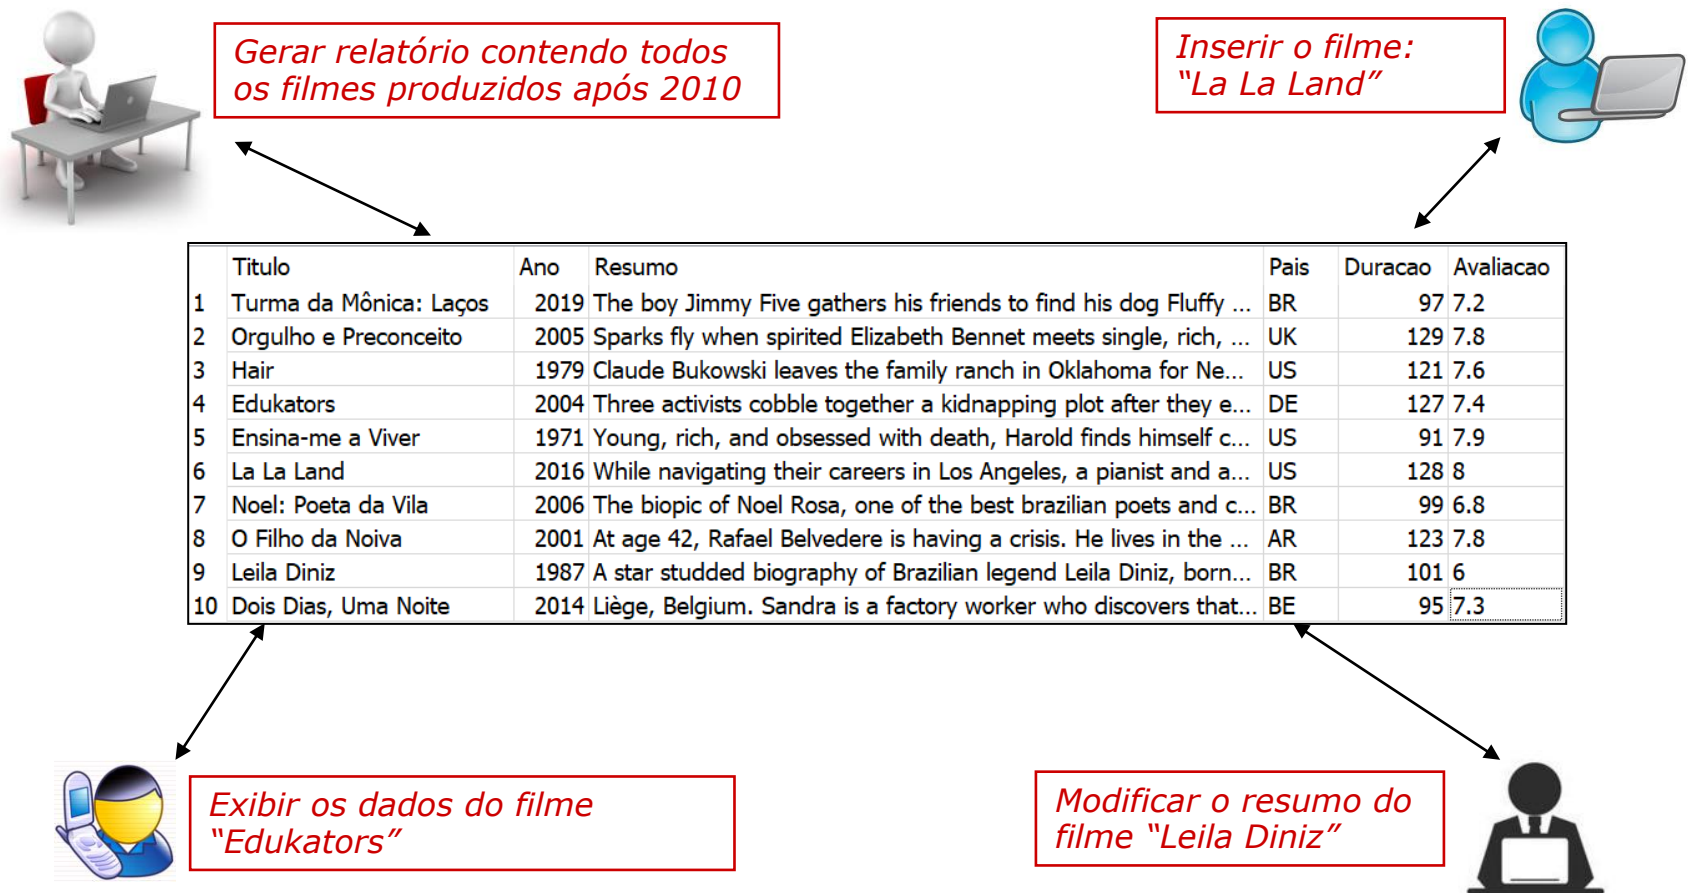 Gerar relatório contendo todos
os filmes produzidos após 2010
Inserir o filme:
“La La Land”
Titulo Ano Resumo Pais Duracao Avaliacao
1 Turma da Mônica: Laços 2019 The boy Jimmy Five gathers his friends to find his dog Fluffy ... BR 97 7.2
2 Orgulho e Preconceito 2005 Sparks fly when spirited Elizabeth Bennet meets single, rich, ... UK 129 7.8
3 Hair 1979 Claude Bukowski leaves the family ranch in Oklahoma for Ne... US 121 7.6
4 Edukators 2004 Three activists cobble together a kidnapping plot after they e... DE 127 7.4
5 Ensina-me a Viver 1971 Young, rich, and obsessed with death, Harold finds himself c... US 91 7.9
6 La La Land 2016 While navigating their careers in Los Angeles, a pianist and a... US 128 8
7 Noel: Poeta da Vila 2006 The biopic of Noel Rosa, one of the best brazilian poets and c... BR 99 6.8
8 O Filho da Noiva 2001 At age 42, Rafael Belvedere is having a crisis. He lives in the ... AR 123 7.8
9 Leila Diniz 1987 A star studded biography of Brazilian legend Leila Diniz, born... BR 101 6
10 Dois Dias, Uma Noite 2014 Liège, Belgium. Sandra is a factory worker who discovers that... BE 95 7.3
Exibir os dados do filme
“Edukators”
Modificar o resumo do
filme “Leila Diniz”